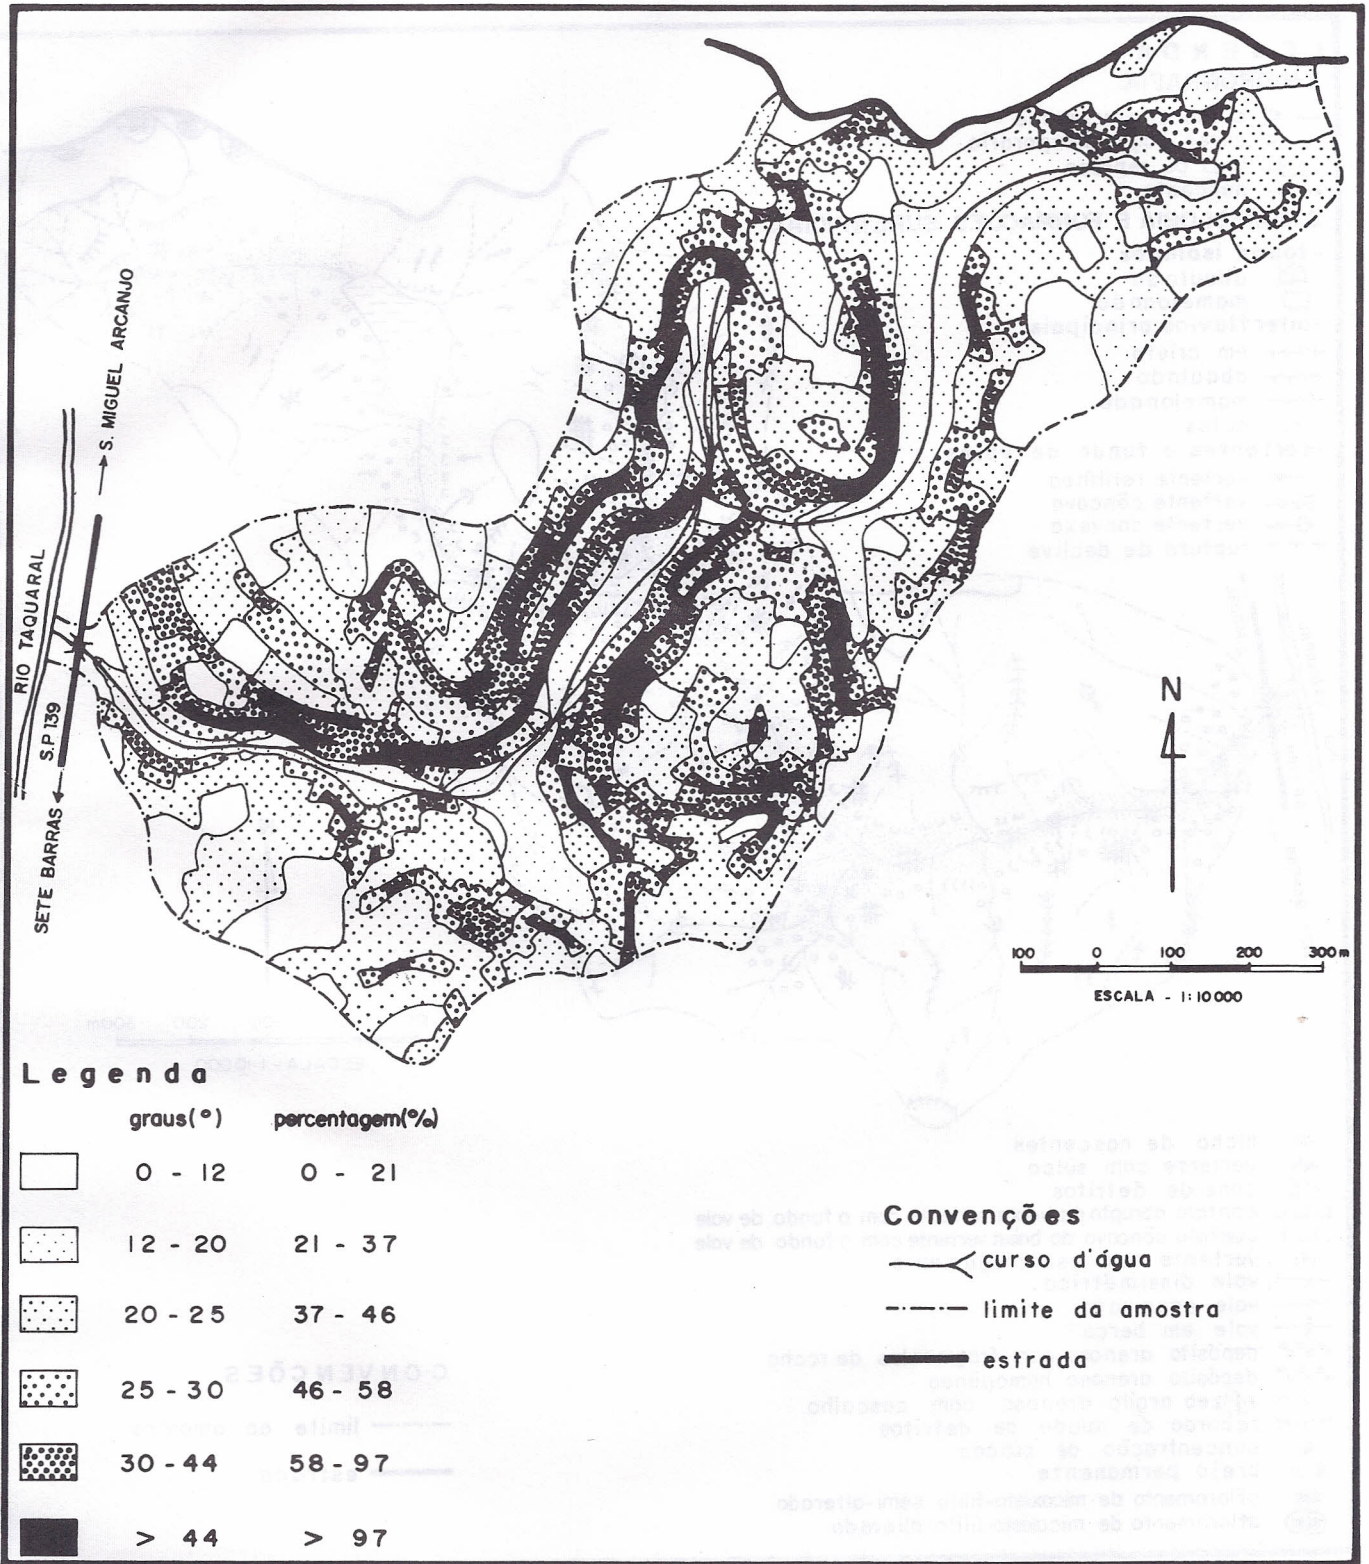 S. MIGUEL ARCANJO
RIO TAQUARAL
S.P 139
SETE BARRAS
N
100 0 100 200 300 m
ESCALA - 1:10000
Legenda
graus(°) percentagem(%)
0 - 12 0 - 21
12 - 20 21 - 37
20 - 25 37 - 46
25 - 30 46 - 58
30 - 44 58 - 97
> 44 > 97
Convenções
curso d'água
limite da amostra
estrada